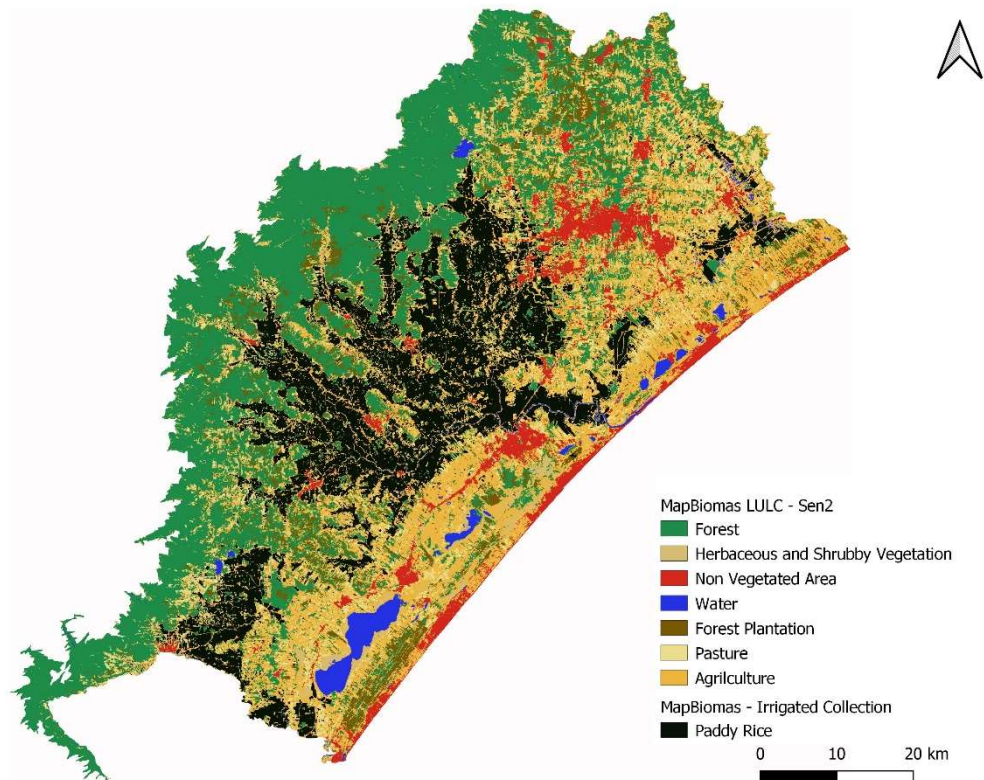 MapBiomas LULC - Sen2
Forest
Herbaceous and Shrubby Vegetation
Non Vegetated Area
Water
Forest Plantation
Pasture
Agrilculture
MapBiomas - Irrigated Collection
Paddy Rice
0 10 20 km